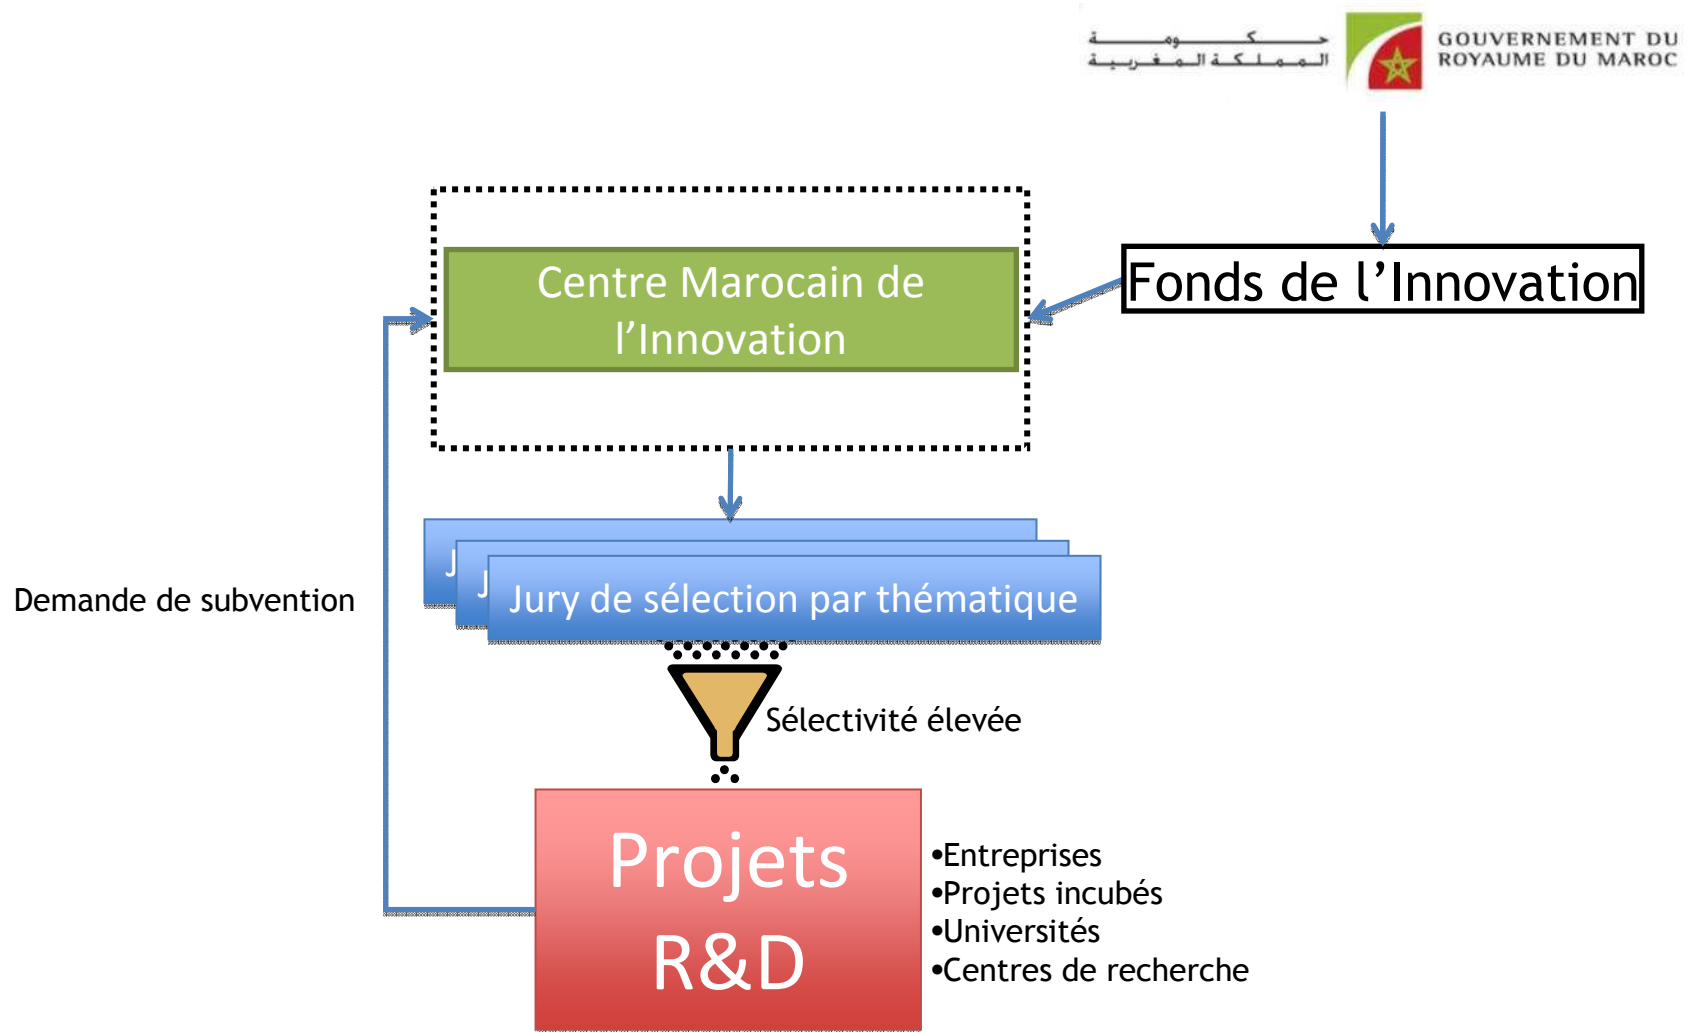 حكومة
المملكة المغربية
GOUVERNEMENT DU
ROYAUME DU MAROC
Centre Marocain de
l’Innovation
Fonds de l’Innovation
J
J
Jury de sélection par thématique
Demande de subvention
Sélectivité élevée
Projets
R&D
•Entreprises
•Projets incubés
•Universités
•Centres de recherche